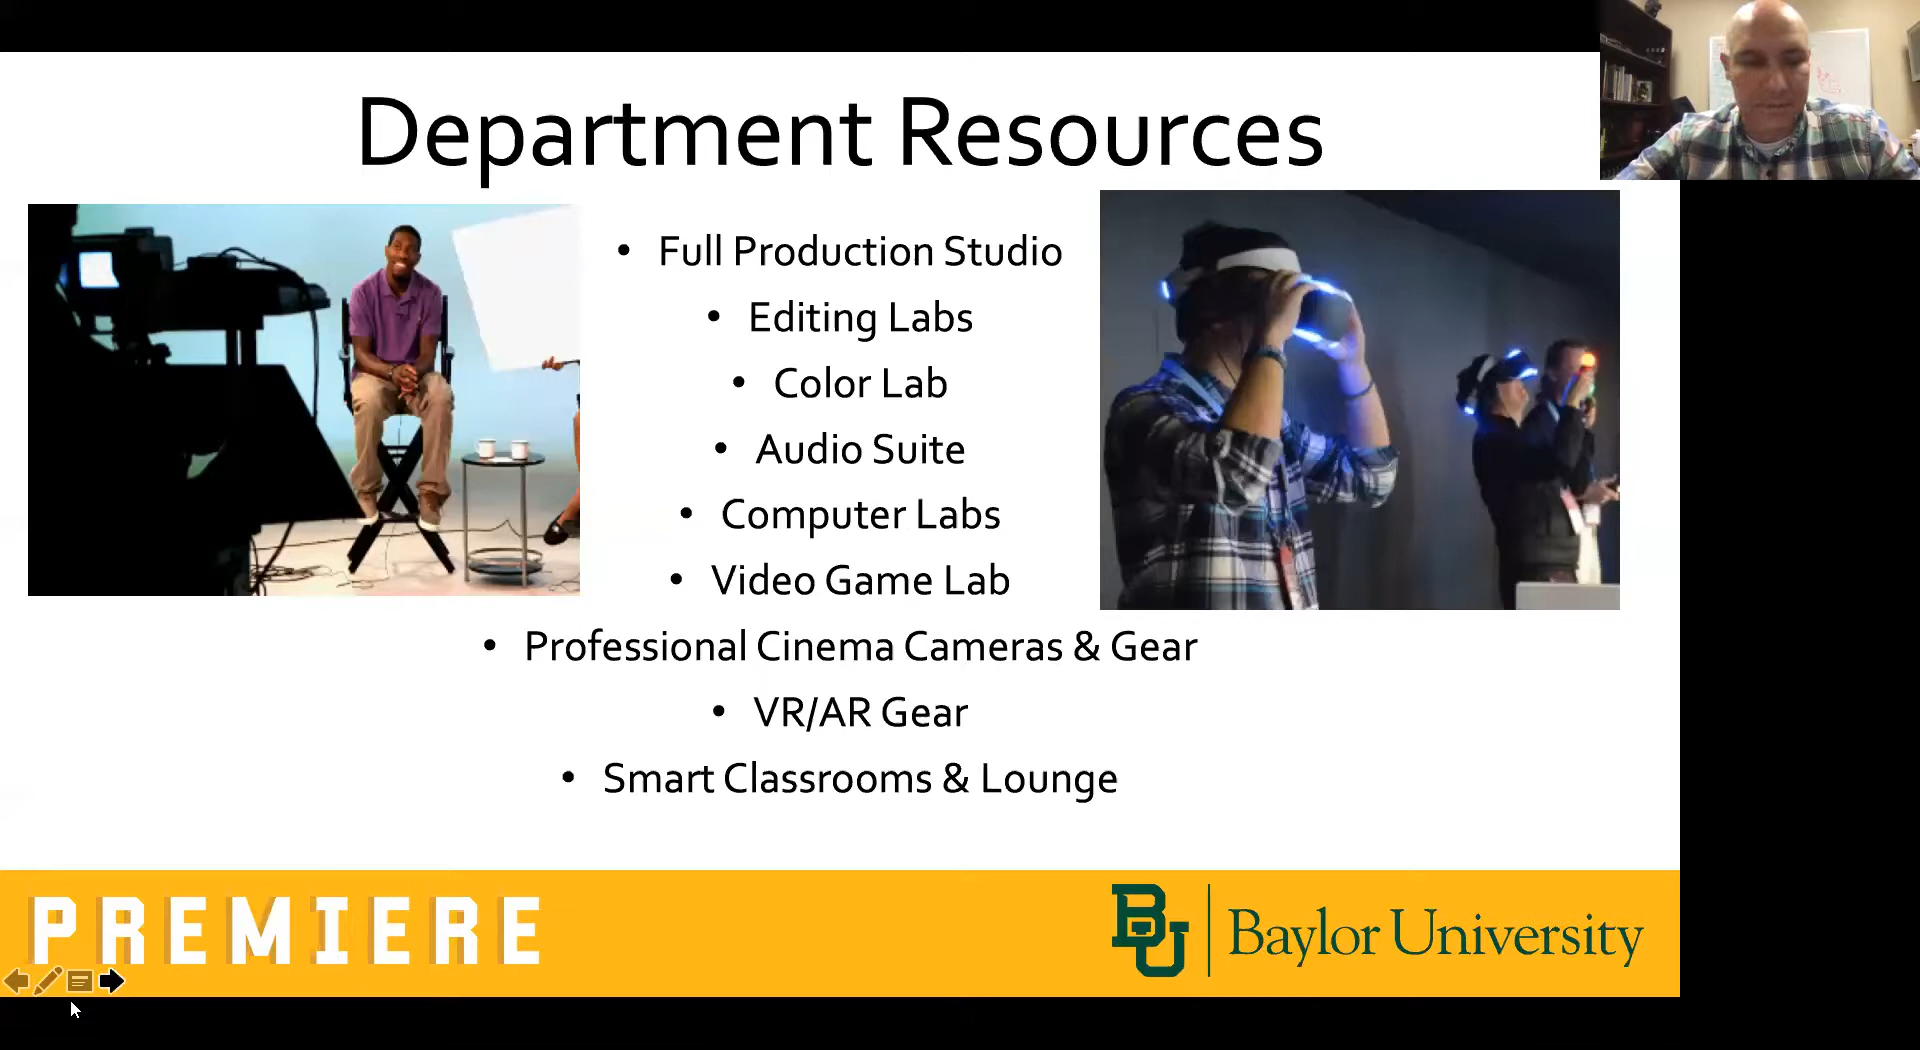 Department Resources
• Full Production Studio
• Editing Labs
• Color Lab
• Audio Suite
• Computer Labs
• Video Game Lab
• Professional Cinema Cameras & Gear
• VR/AR Gear
• Smart Classrooms & Lounge
PREMIERE
BU
Baylor University